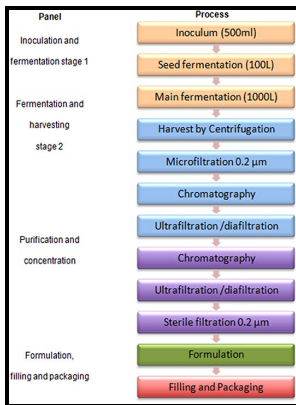 Panel
Process
Inoculation and
fermentation stage 1
Inoculum (500ml)
Seed fermentation (100L)
Fermentation and
harvesting
stage 2
Main fermentation (1000L)
Harvest by Centrifugation
Microfiltration 0.2 µm
Chromatography
Ultrafiltration /diafiltration
Purification and
concentration
Chromatography
Ultrafiltration /diafiltration
Sterile filtration 0.2 µm
Formulation,
filling and packaging
Formulation
Filling and Packaging